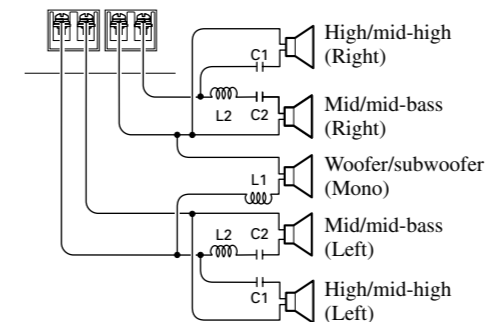 High/mid-high
(Right)
C1
L2
C2
Mid/mid-bass
(Right)
Woofer/subwoofer
(Mono)
L1
L2
C2
Mid/mid-bass
(Left)
C1
High/mid-high
(Left)